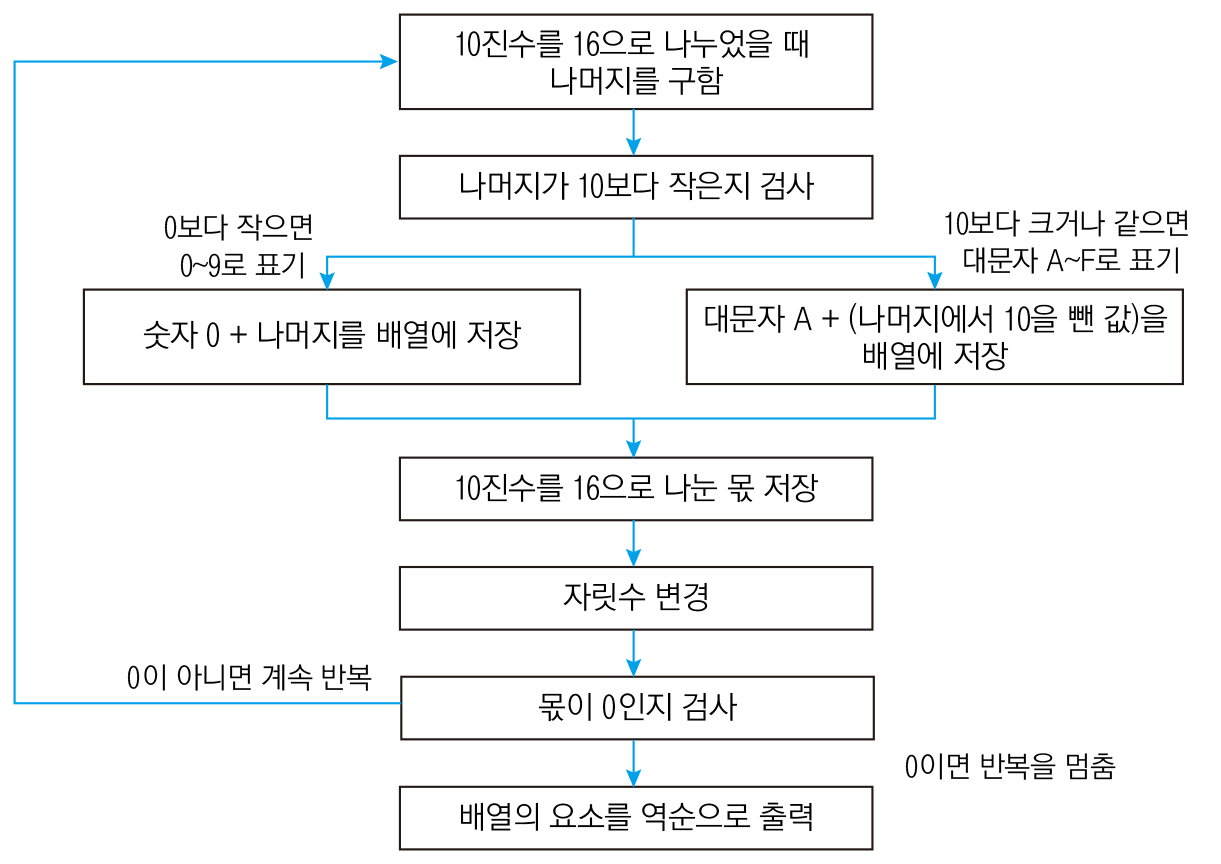 10진수를 16으로 나누었을 때
나머지를 구함
나머지가 10보다 작은지 검사
0보다 작으면
0~9로 표기
10보다 크거나 같으면
대문자 A~F로 표기
숫자 0 + 나머지를 배열에 저장
대문자 A + (나머지에서 10을 뺀 값)을
배열에 저장
10진수를 16으로 나눈 몫 저장
자릿수 변경
0이 아니면 계속 반복
몫이 0인지 검사
0이면 반복을 멈춤
배열의 요소를 역순으로 출력